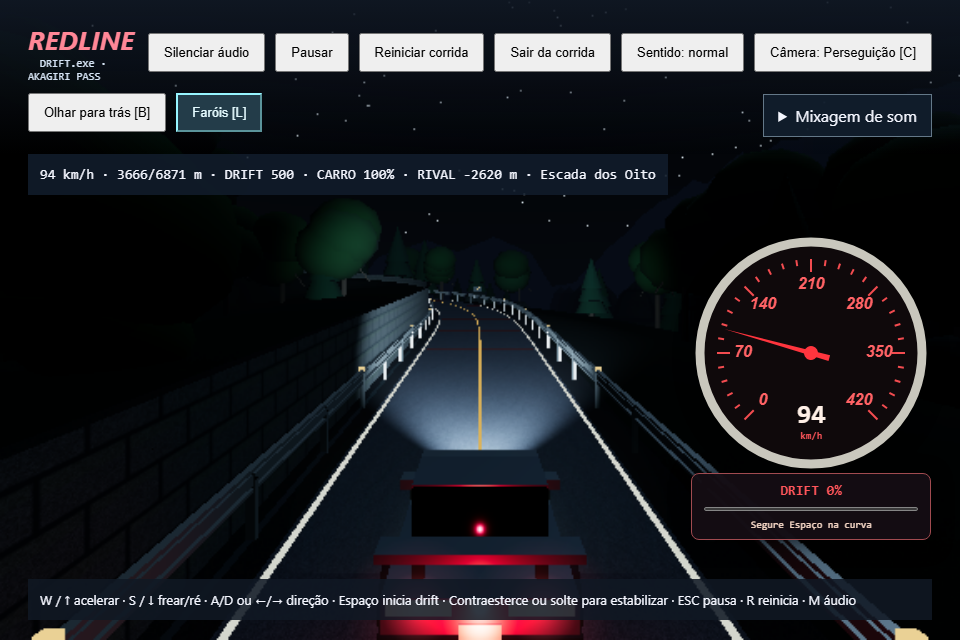 REDLINE
DRIFT.exe ·
AKAGIRI PASS
Silenciar áudio
Pausar
Reiniciar corrida
Sair da corrida
Sentido: normal
Câmera: Perseguição [C]
Olhar para trás [B]
Faróis [L]
▶ Mixagem de som
94 km/h · 3666/6871 m · DRIFT 500 · CARRO 100% · RIVAL -2620 m · Escada dos Oito
210
140
280
70
350
0
420
94
km/h
DRIFT 0%
Segure Espaço na curva
W / ↑ acelerar · S / ↓ frear/ré · A/D ou ←/→ direção · Espaço inicia drift · Contraesterce ou solte para estabilizar · ESC pausa · R reinicia · M áudio